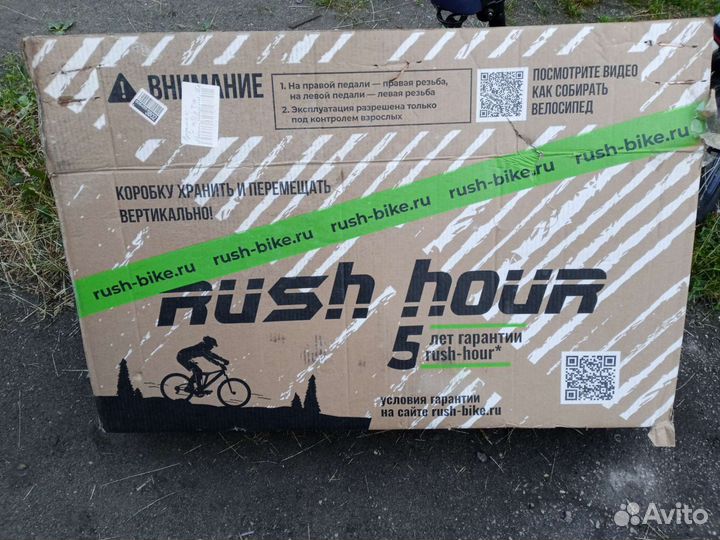 ВНИМАНИЕ
1. На правой педали — правая резьба,
на левой педали — левая резьба
2. Эксплуатация разрешена только
под контролем взрослых
ПОСМОТРИТЕ ВИДЕО
КАК СОБИРАТЬ
ВЕЛОСИПЕД
КОРОБКУ ХРАНИТЬ И ПЕРЕМЕЩАТЬ
ВЕРТИКАЛЬНО!
rush-bike.ru rush-bike.ru rush-bike.ru rush-bike.ru rush-bike.ru
RUSH HOUR
5 лет гарантии
rush-hour*
условия гарантии
на сайте rush-bike.ru
Avito